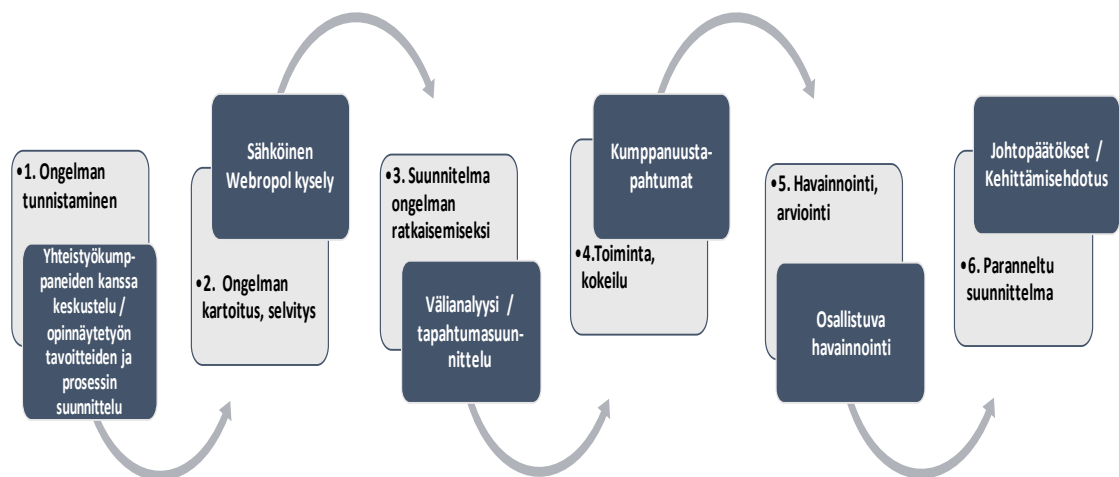 •1. Ongelman
tunnistaminen
Yhteistyökump-
paneiden kanssa
keskustelu /
opinnäytetyön
tavoitteiden ja
prosessin
suunnittelu
Sähköinen
Webropol kysely
•2. Ongelman
kartoitus, selvitys
•3. Suunnitelma
ongelman
ratkaisemiseksi
Välianalyysi /
tapahtumasuun-
nittelu
Kumppanuusta-
pahtumat
•4.Toiminta,
kokeilu
•5. Havainnointi,
arviointi
Osallistuva
havainnointi
Johtopäätökset /
Kehittämisehdotus
•6. Paranneltu
suunnittelma